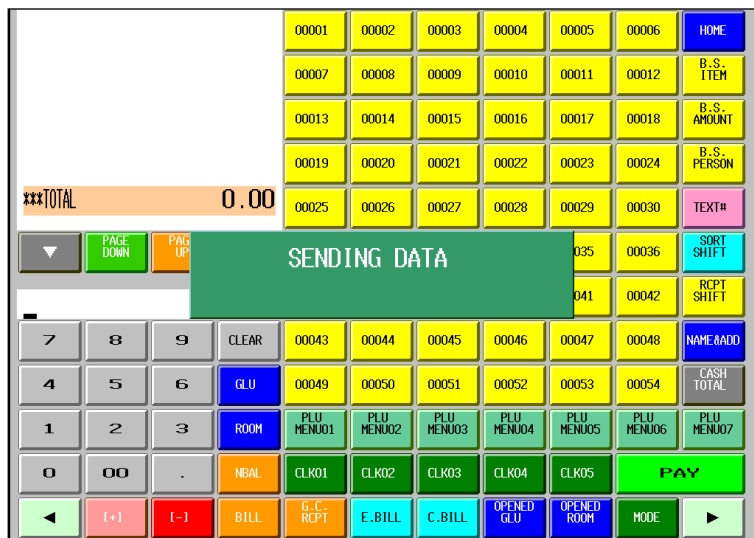 00001 00002 00003 00004 00005 00006 HOME
00007 00008 00009 00010 00011 00012 B.S. ITEM
00013 00014 00015 00016 00017 00018 B.S. AMOUNT
00019 00020 00021 00022 00023 00024 B.S. PERSON
***TOTAL 0.00 00025 00026 00027 00028 00029 00030 TEXT#
▼ PAGE DOWN PAG UP SENDING DATA 035 00036 SORT SHIFT
041 00042 RCPT SHIFT
7 8 9 CLEAR 00043 00044 00045 00046 00047 00048 NAME&ADD
4 5 6 GLU 00049 00050 00051 00052 00053 00054 CASH TOTAL
1 2 3 ROOM PLU MENU01 PLU MENU02 PLU MENU03 PLU MENU04 PLU MENU05 PLU MENU06 PLU MENU07
0 00 . NBAL CLK01 CLK02 CLK03 CLK04 CLK05 PAY
◄ [+] [-] BILL G.C. RCPT E.BILL C.BILL OPENED GLU OPENED ROOM MODE ►